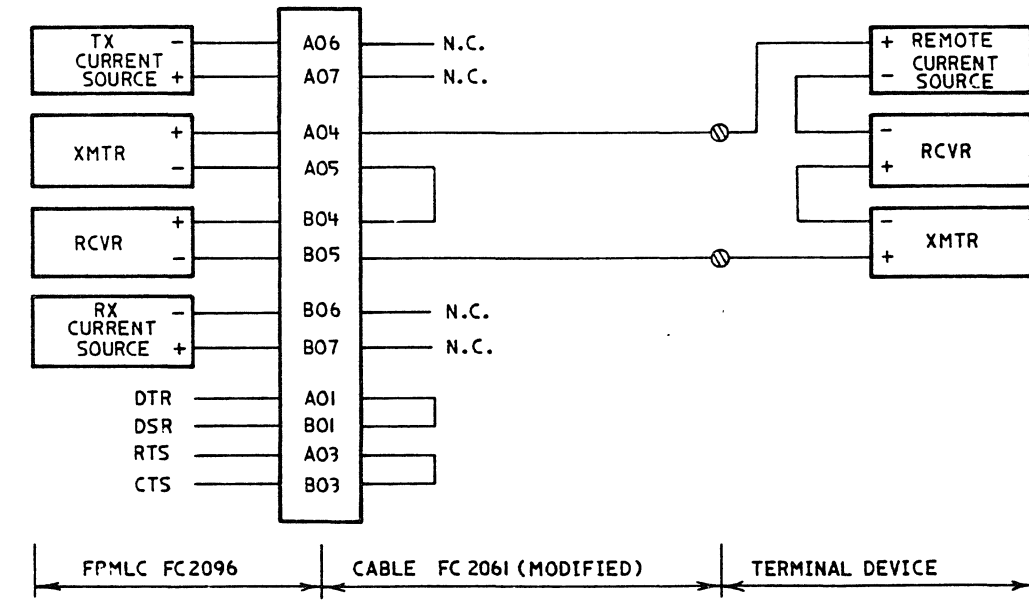 TX -
CURRENT
SOURCE +
A06
N.C.
A07
N.C.
+ REMOTE
CURRENT
- SOURCE
XMTR
+
-
A04
A05
-
RCVR
+
RCVR
+
-
B04
B05
-
XMTR
+
RX -
CURRENT
SOURCE +
B06
N.C.
B07
N.C.
DTR A01
DSR B01
RTS A03
CTS B03
FPMLC FC2096
CABLE FC 2061 (MODIFIED)
TERMINAL DEVICE